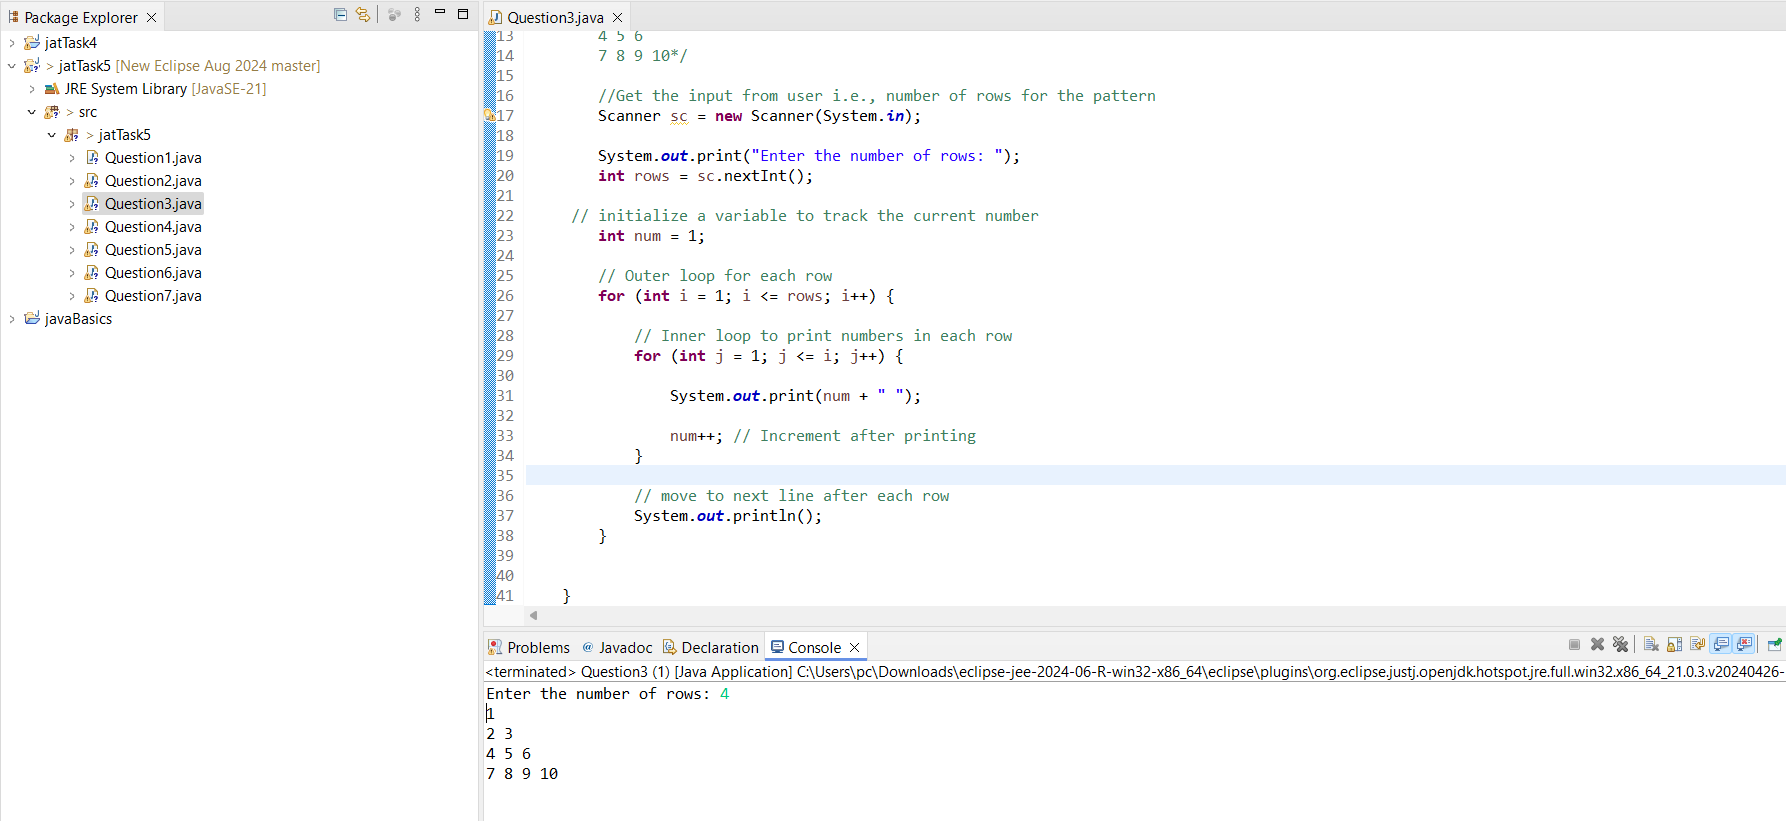 Package Explorer
jatTask4
> jatTask5 [New Eclipse Aug 2024 master]
JRE System Library [JavaSE-21]
> src
> jatTask5
Question1.java
Question2.java
Question3.java
Question4.java
Question5.java
Question6.java
Question7.java
javaBasics
Question3.java
13 4 5 6
14 7 8 9 10*/
15
16 //Get the input from user i.e., number of rows for the pattern
17 Scanner sc = new Scanner(System.in);
18
19 System.out.print("Enter the number of rows: ");
20 int rows = sc.nextInt();
21
22 // initialize a variable to track the current number
23 int num = 1;
24
25 // Outer loop for each row
26 for (int i = 1; i <= rows; i++) {
27
28 // Inner loop to print numbers in each row
29 for (int j = 1; j <= i; j++) {
30
31 System.out.print(num + " ");
32
33 num++; // Increment after printing
34 }
35
36 // move to next line after each row
37 System.out.println();
38 }
39
40
41 }
Problems @ Javadoc Declaration Console
<terminated> Question3 (1) [Java Application] C:\Users\pc\Downloads\eclipse-jee-2024-06-R-win32-x86_64\eclipse\plugins\org.eclipse.justj.openjdk.hotspot.jre.full.win32.x86_64_21.0.3.v20240426-
Enter the number of rows: 4
1
2 3
4 5 6
7 8 9 10